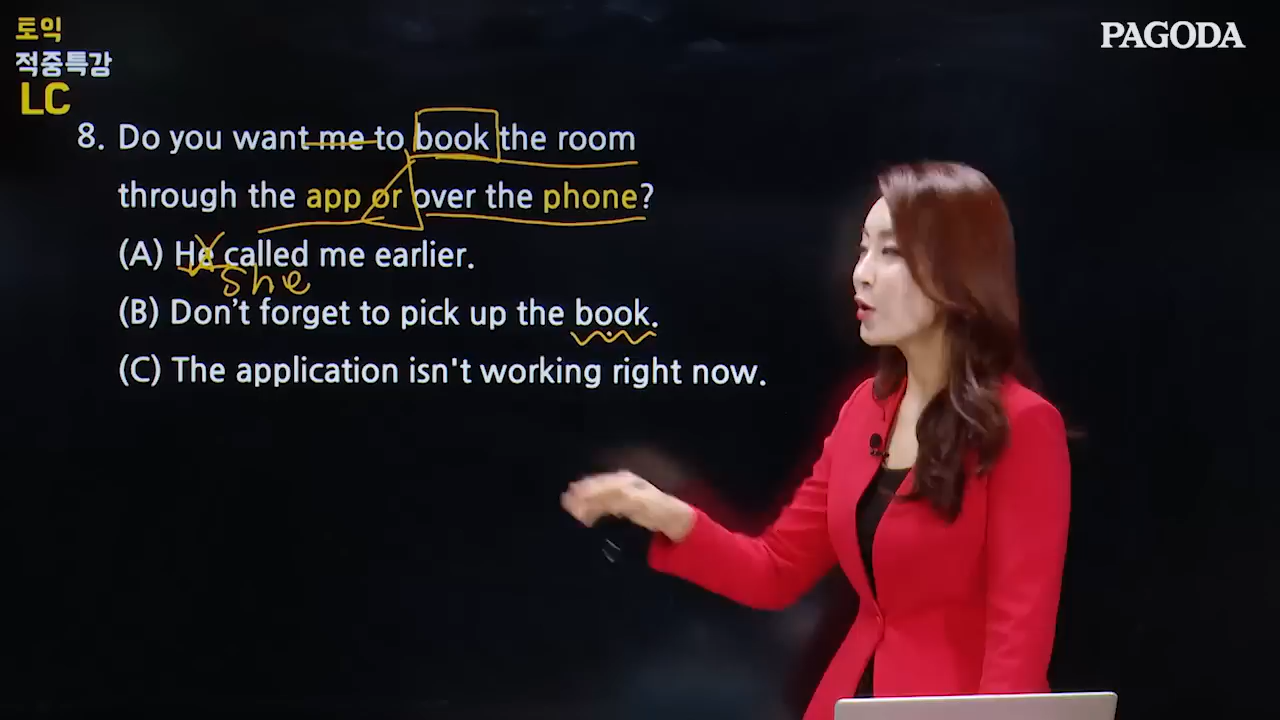 토익
적중특강
LC
PAGODA
8. Do you want me to book the room
through the app or over the phone?
(A) He called me earlier.
she
(B) Don't forget to pick up the book.
(C) The application isn't working right now.